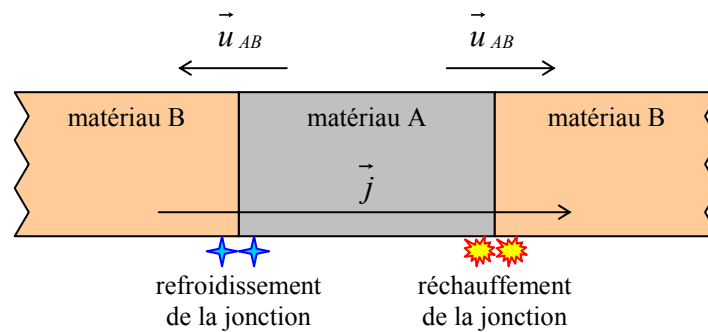 u⃗ AB u⃗ AB
matériau B matériau A matériau B
j⃗
refroidissement réchauffement
de la jonction de la jonction